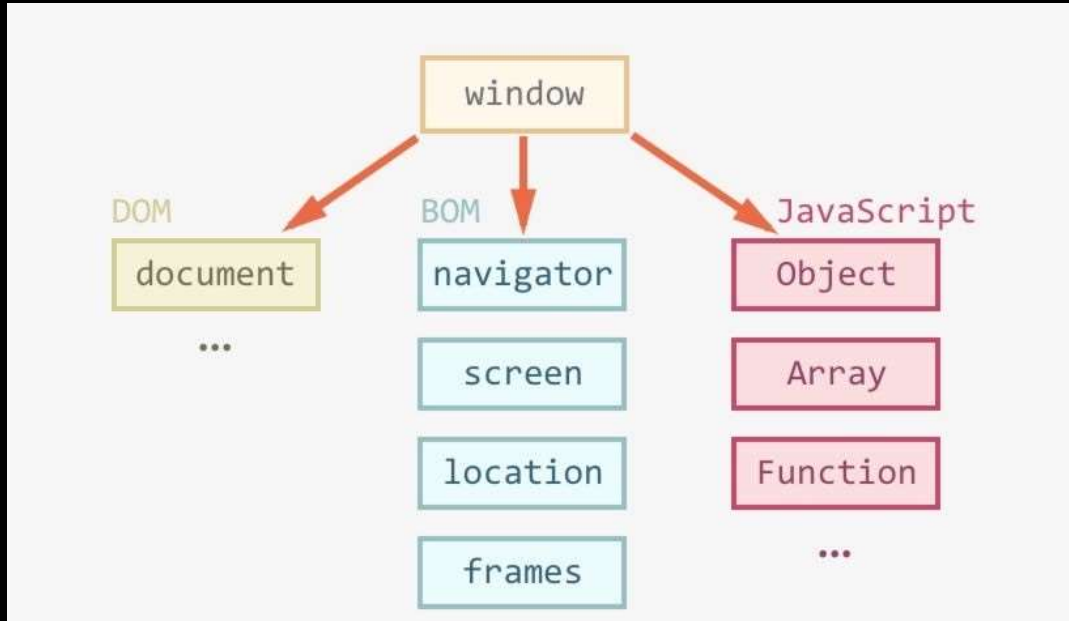 window
DOM
document
...
BOM
navigator
screen
location
frames
JavaScript
Object
Array
Function
...